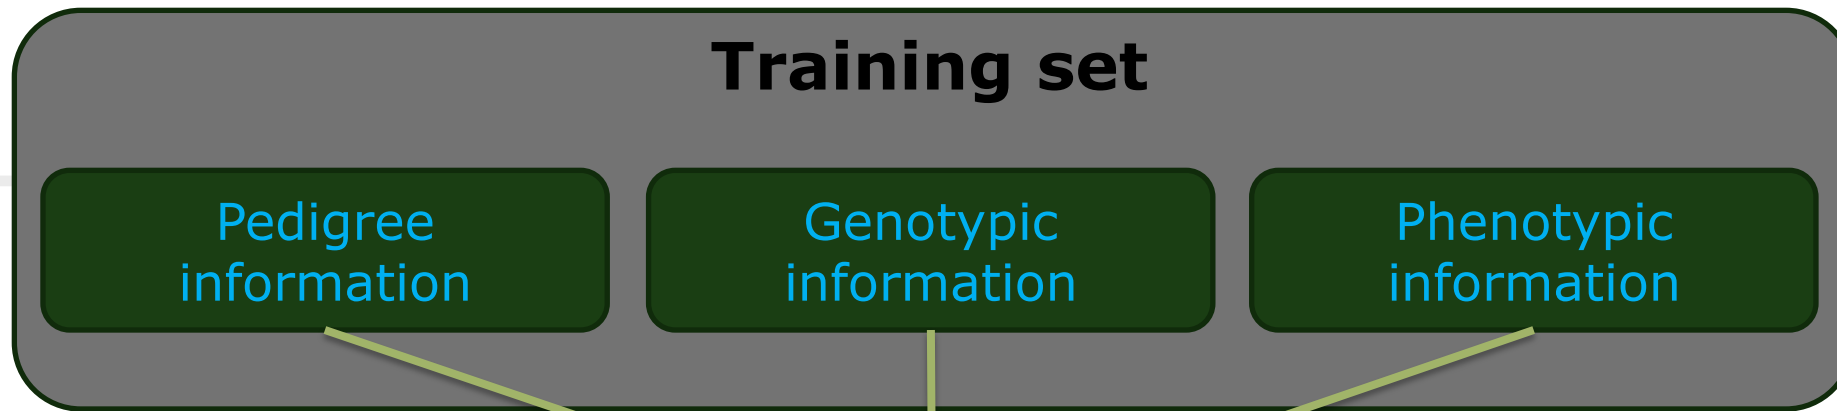 Training set
Pedigree
information
Genotypic
information
Phenotypic
information